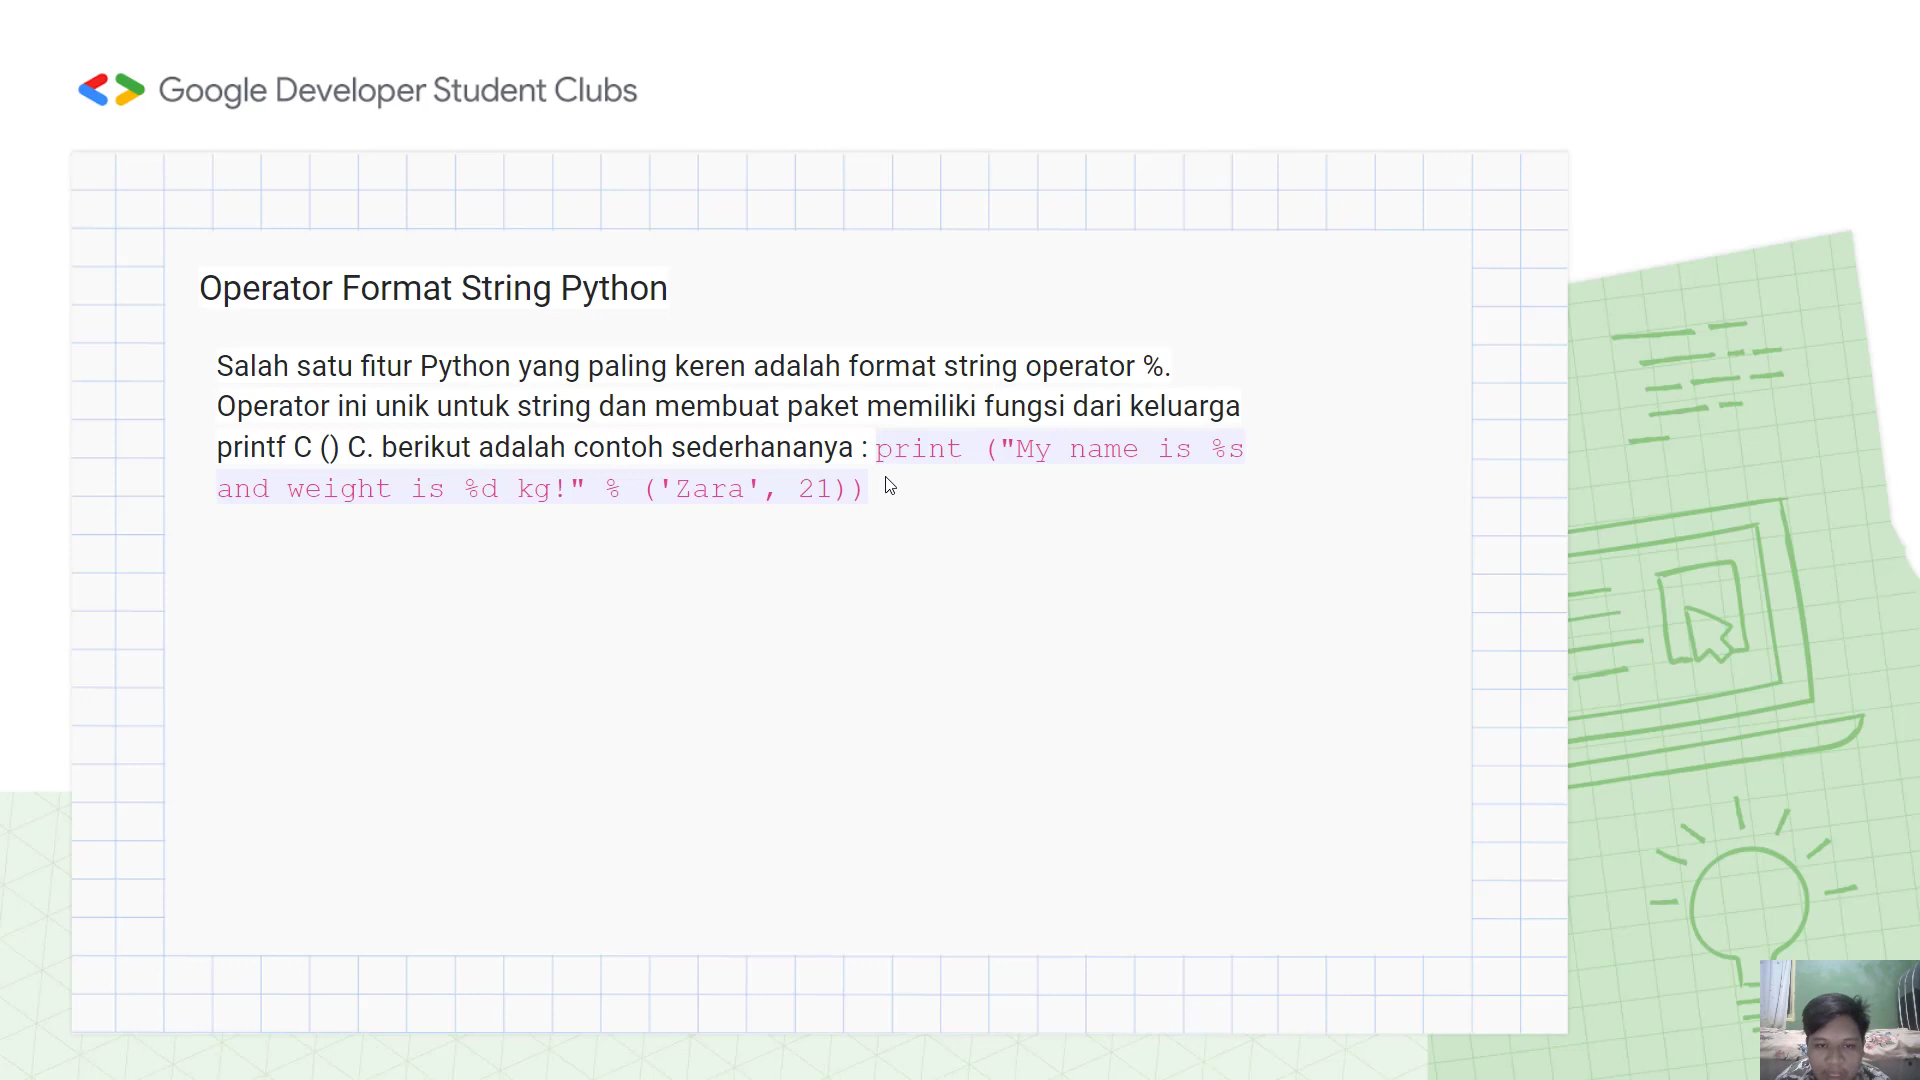 Google Developer Student Clubs
Operator Format String Python
Salah satu fitur Python yang paling keren adalah format string operator %.
Operator ini unik untuk string dan membuat paket memiliki fungsi dari keluarga
printf C () C. berikut adalah contoh sederhananya : print ("My name is %s
and weight is %d kg!" % ('Zara', 21))